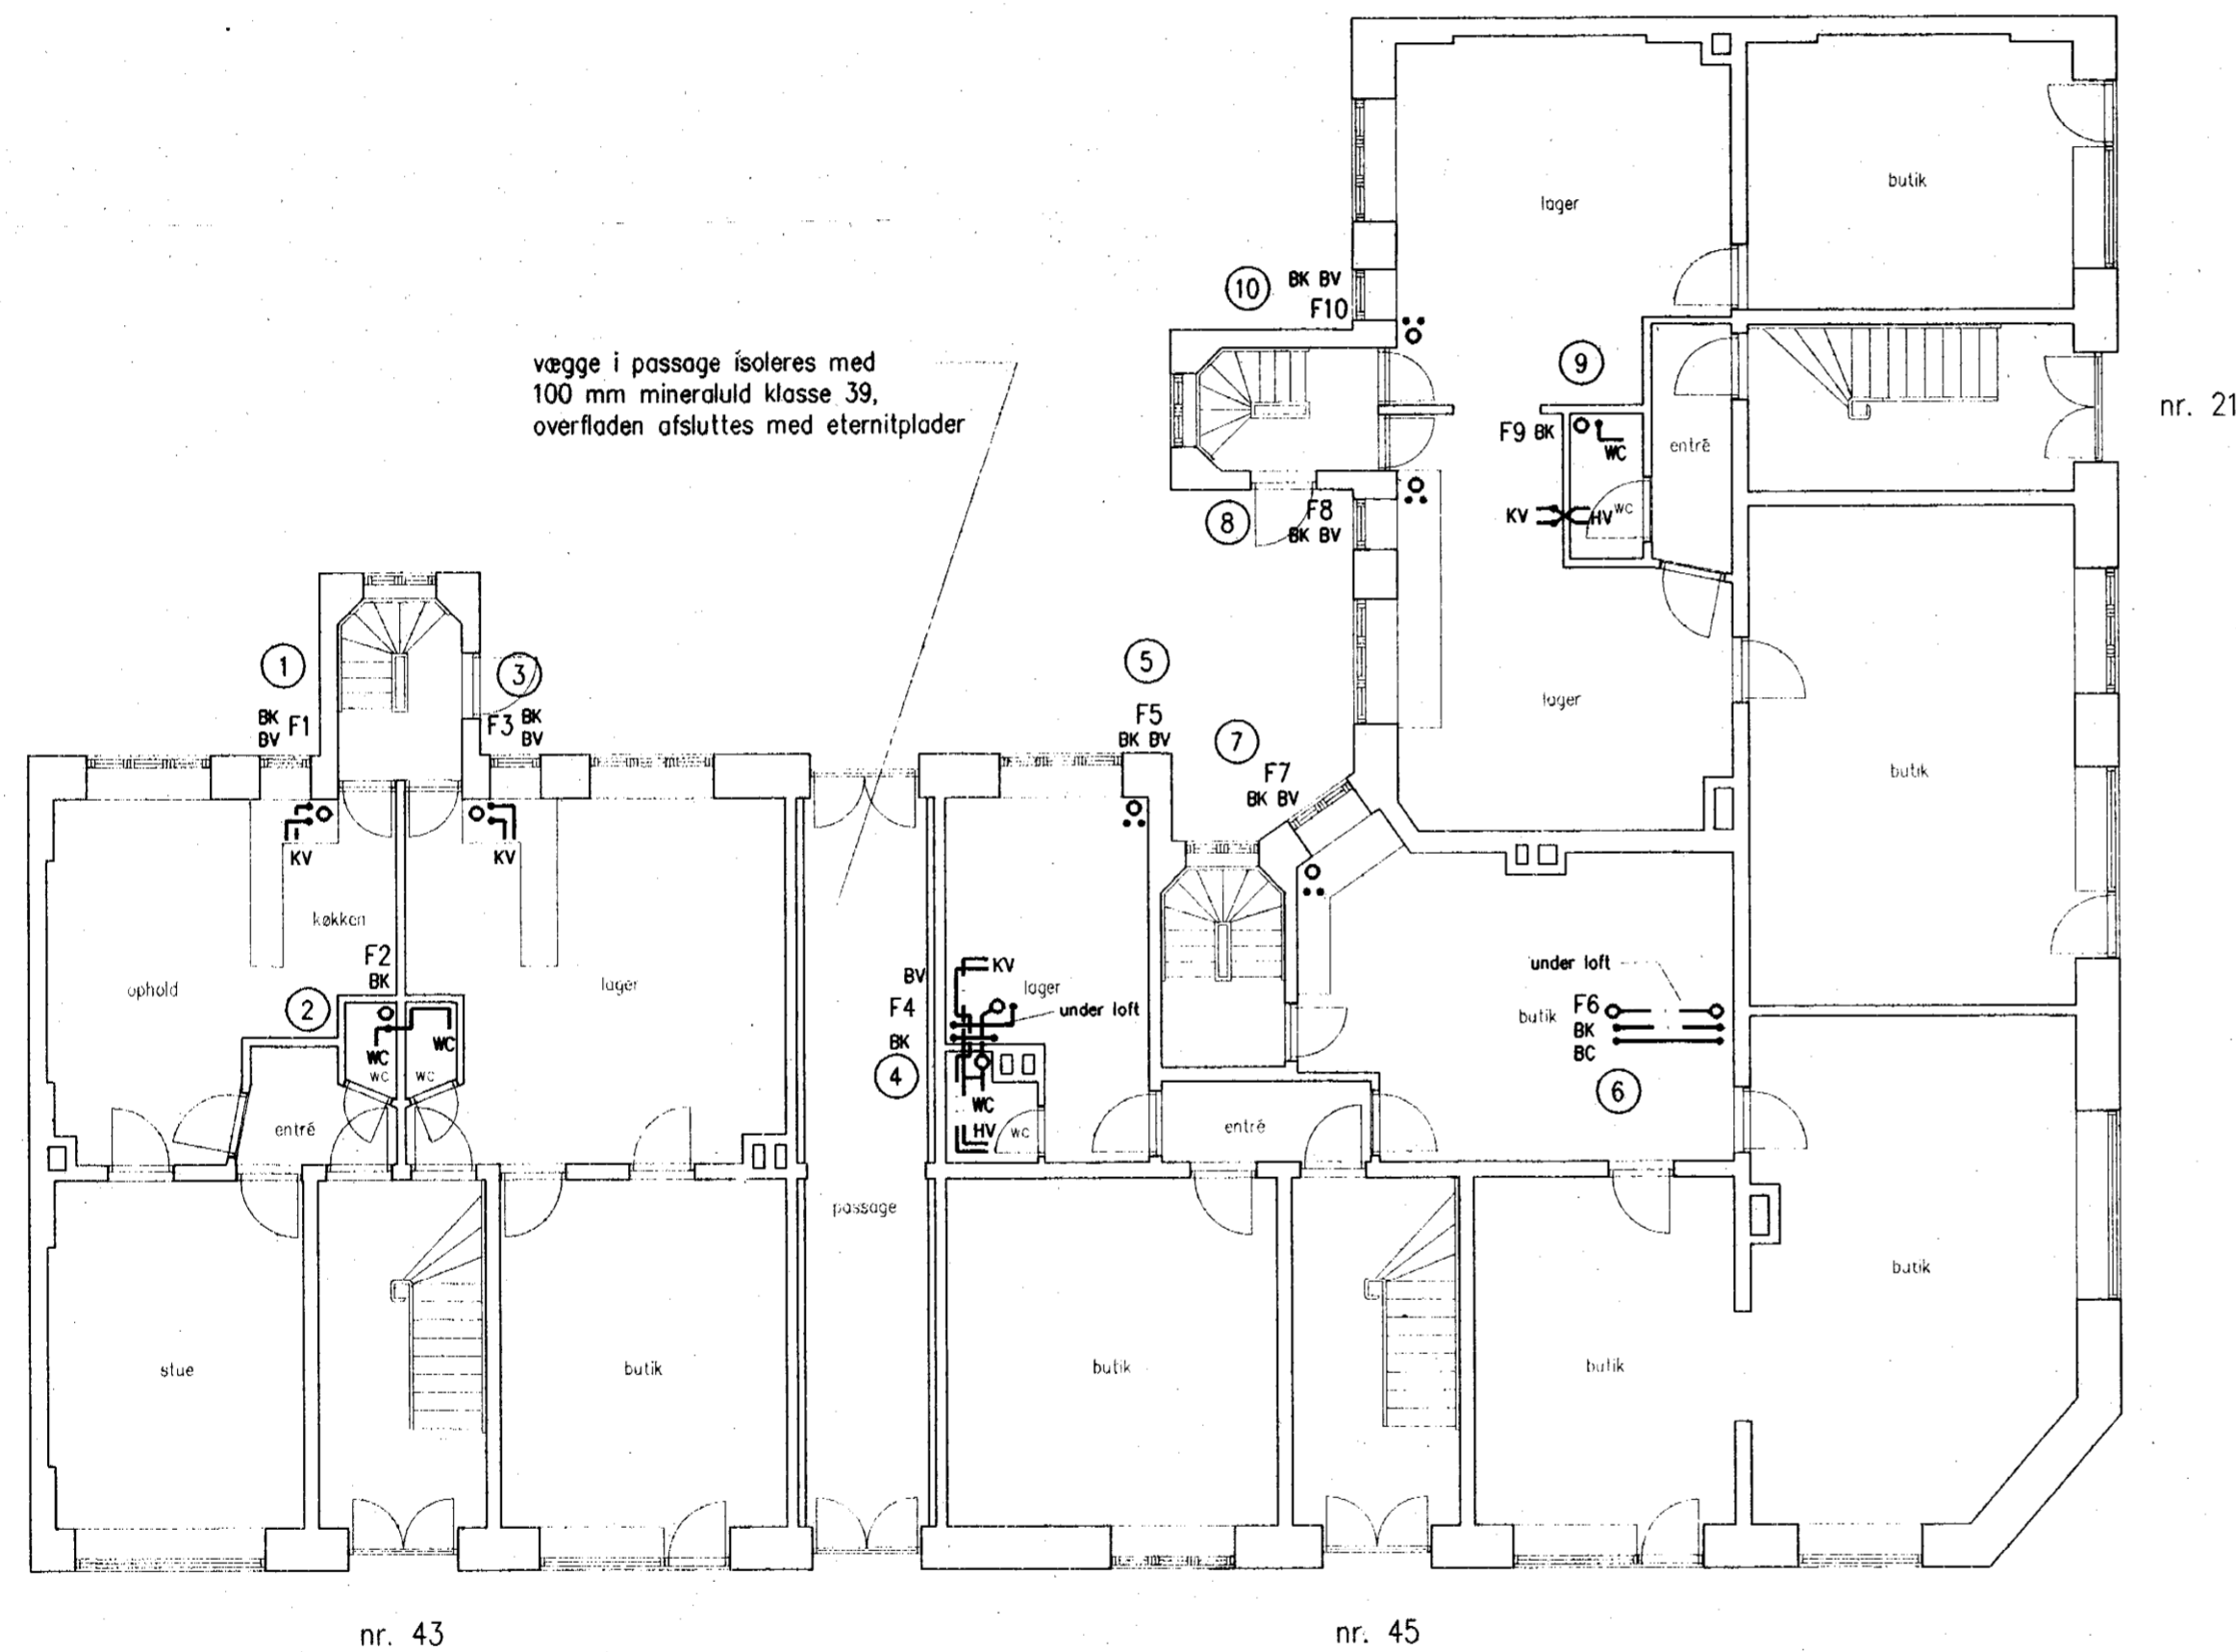 butik
lager
10
BK BV
F10
vægge i passage isoleres med
100 mm mineraluld klasse 39,
overfladen afsluttes med eternitplader
9
nr. 21
F9 BK
WC
entré
8
F8
BK BV
KV
HV
WC
1
3
5
BK
BV
F1
F3
BK
BV
F5
BK BV
7
F7
BK BV
lager
butik
KV
KV
køkken
F2
BK
ophold
lager
2
WC
WC
WC
WC
BV
KV
lager
F4
under loft
BK
4
WC
HV
WC
under loft
butik
F6
BK
BC
6
entré
entré
passage
butik
stue
butik
butik
butik
nr. 43
nr. 45